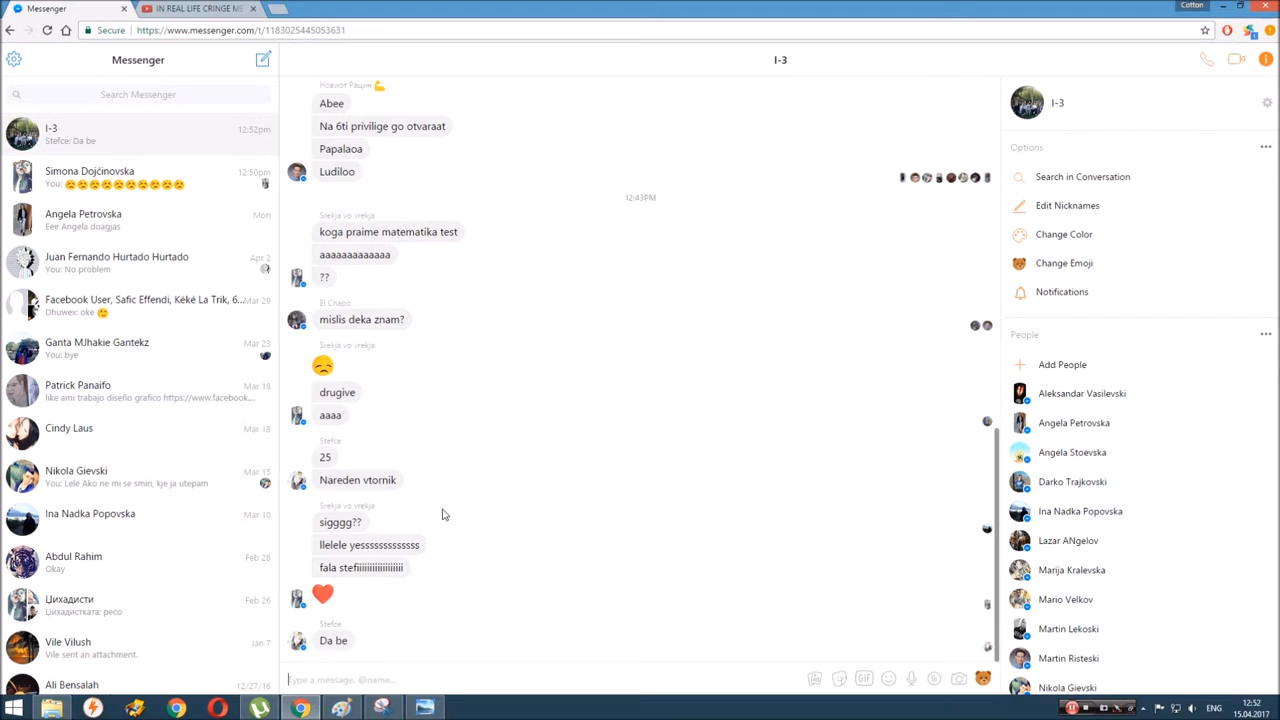 Messenger
IN REAL LIFE CRINGE ME
Cotton
Secure
https://www.messenger.com/t/1183025445053631
Messenger
Search Messenger
I-3
12:52pm
Stefce: Da be
Simona Dojčinovska
12:50pm
You: 😞😞😞😞😞😞😞😞😞😞
Angela Petrovska
Mon
Eee Angela doagjas
Juan Fernando Hurtado Hurtado
Apr 2
You: No problem
Facebook User, Safic Effendi, Kéké La Trik, 6...
Mar 29
Dhuwex: oke 🙂
Ganta MJhakie Gantekz
Mar 23
You: bye
Patrick Panaifo
Mar 18
like ami trabajo diseño grafico https://www.facebook....
Cindy Laus
Mar 18
Nikola Gievski
Mar 15
You: Lele Ako ne mi se smiri, kje ja utepam
Ina Nadka Popovska
Mar 10
Abdul Rahim
Feb 28
Okay
Џихадисти
Feb 26
Џихадистката: ресо
Vile Vilush
Jan 7
Vile sent an attachment.
Ali Bensalah
12/27/16
I-3
Новиот Рацин 💪
Abee
Na 6ti privilige go otvaraat
Papalaoa
Ludiloo
12:43PM
Srekja vo vrekja
koga praime matematika test
aaaaaaaaaaaaa
??
El Chapo
mislis deka znam?
Srekja vo vrekja
😞
drugive
aaaa
Stefce
25
Nareden vtornik
Srekja vo vrekja
sigggg??
llelele yesssssssssssss
fala stefiiiiiiiiiiiiiiiii
❤
Stefce
Da be
Type a message, @name...
GIF
I-3
Options
Search in Conversation
Edit Nicknames
Change Color
Change Emoji
Notifications
People
Add People
Aleksandar Vasilevski
Angela Petrovska
Angela Stoevska
Darko Trajkovski
Ina Nadka Popovska
Lazar ANgelov
Marija Kralevska
Mario Velkov
Martin Lekoski
Martin Risteski
Nikola Gievski
ENG
12:52
15.04.2017